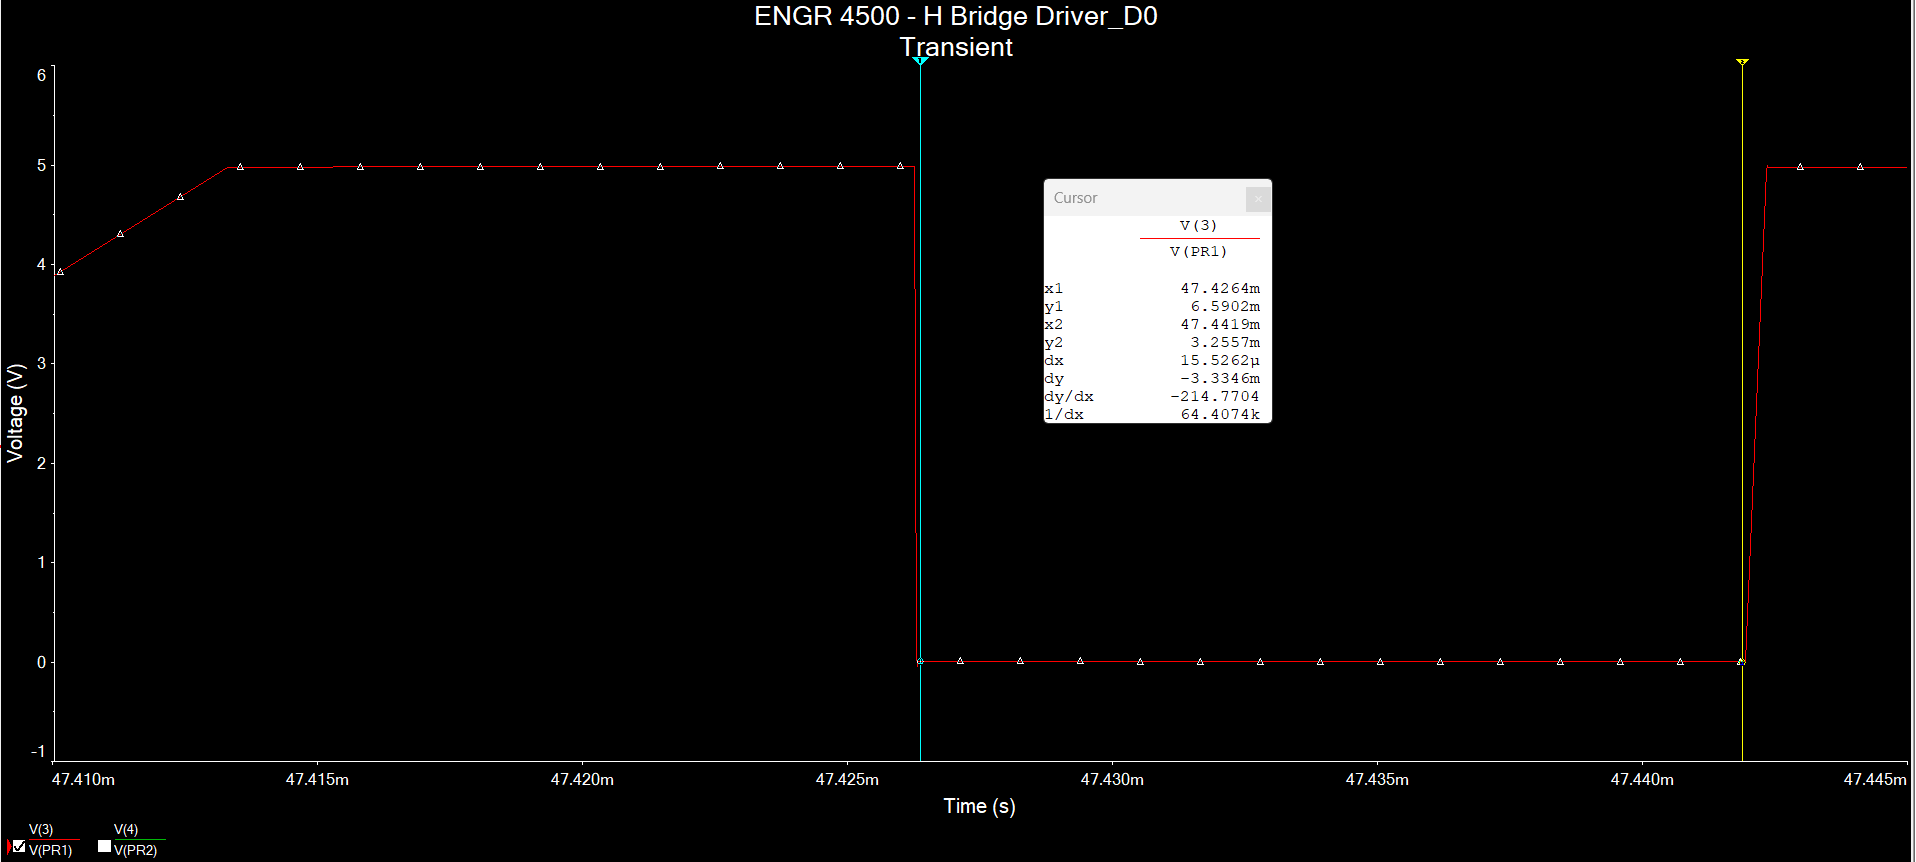 ENGR 4500 - H Bridge Driver_D0
Transient
6
5
4
3
2
1
0
-1
Voltage (V)
Cursor
V(3)
V(PR1)
x1 47.4264m
y1 6.5902m
x2 47.4419m
y2 3.2557m
dx 15.5262µ
dy -3.3346m
dy/dx -214.7704
1/dx 64.4074k
47.410m 47.415m 47.420m 47.425m 47.430m 47.435m 47.440m 47.445m
Time (s)
V(3) V(4)
V(PR1) V(PR2)